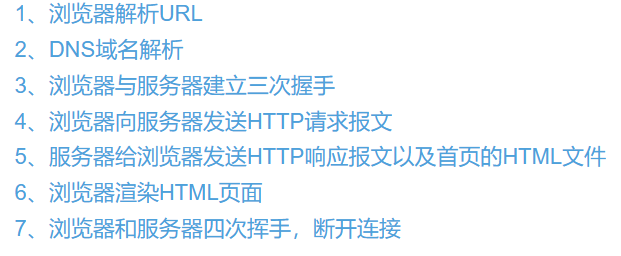 1、浏览器解析URL
2、DNS域名解析
3、浏览器与服务器建立三次握手
4、浏览器向服务器发送HTTP请求报文
5、服务器给浏览器发送HTTP响应报文以及首页的HTML文件
6、浏览器渲染HTML页面
7、浏览器和服务器四次挥手，断开连接